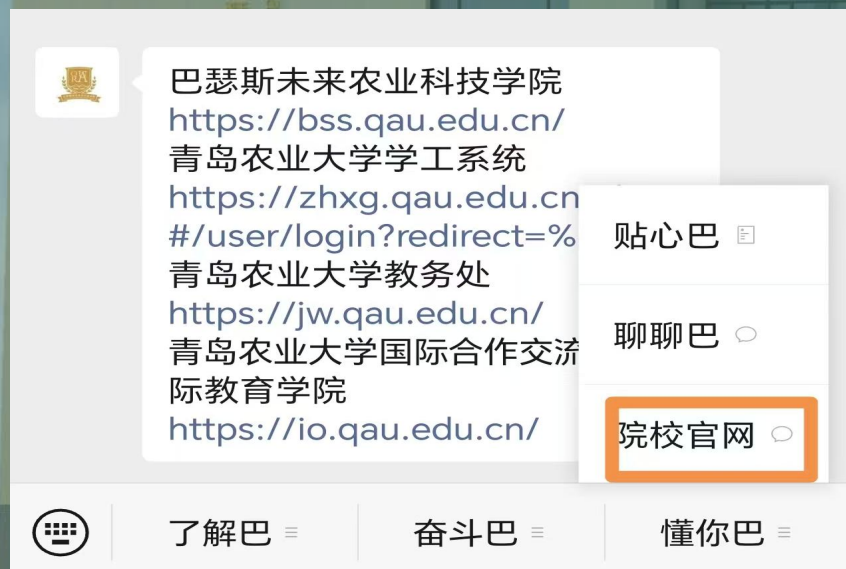 巴瑟斯未来农业科技学院
https://bss.qau.edu.cn/
青岛农业大学学工系统
https://zhxg.qau.edu.cn
#/user/login?redirect=%
青岛农业大学教务处
https://jw.qau.edu.cn/
青岛农业大学国际合作交流
际教育学院
https://io.qau.edu.cn/
贴心巴
聊聊巴
院校官网
了解巴
奋斗巴
懂你巴